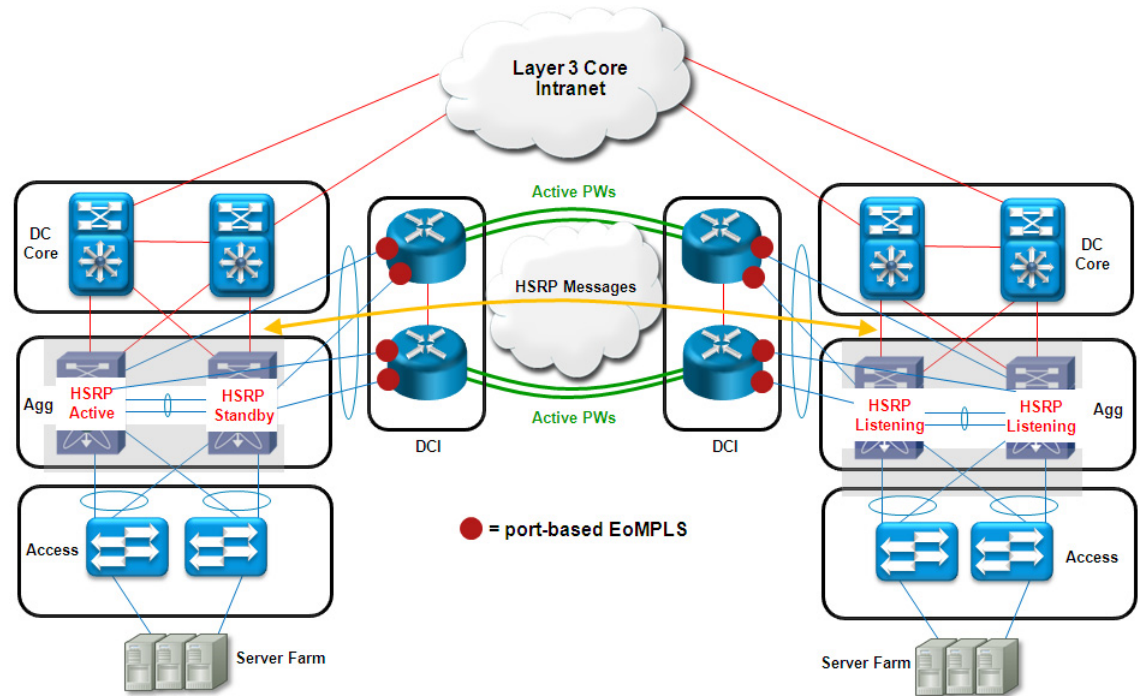 Layer 3 Core
Intranet
Active PWs
DC
Core
HSRP Messages
DC
Core
Agg
HSRP
Active
HSRP
Standby
HSRP
Listening
HSRP
Listening
Agg
Active PWs
DCI
DCI
Access
= port-based EoMPLS
Access
Server Farm
Server Farm